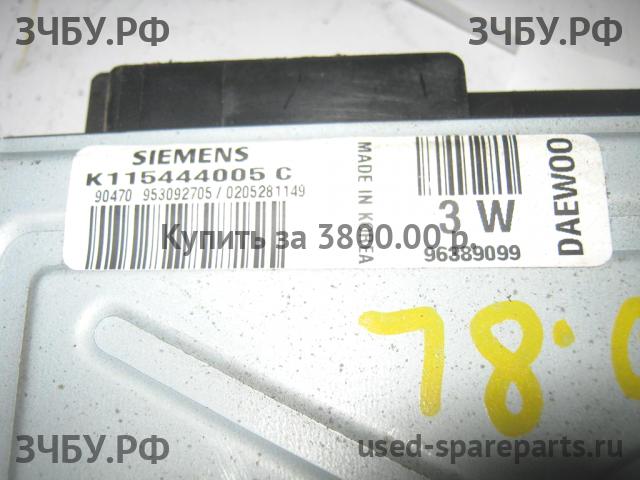 ЗЧБУ.РФ
ЗЧБУ.РФ
SIEMENS
K115444005 C
90470 953092705 / 0205281149
MADE IN KOREA
3 W
96389099
DAEWOO
Купить за 3800.00 р.
78.0
ЗЧБУ.РФ
used-spareparts.ru